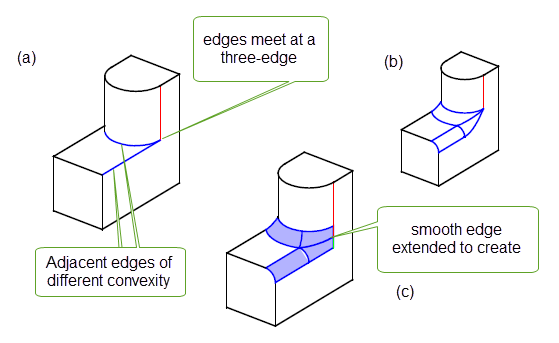 (a)
edges meet at a
three-edge
(b)
Adjacent edges of
different convexity
smooth edge
extended to create
(c)